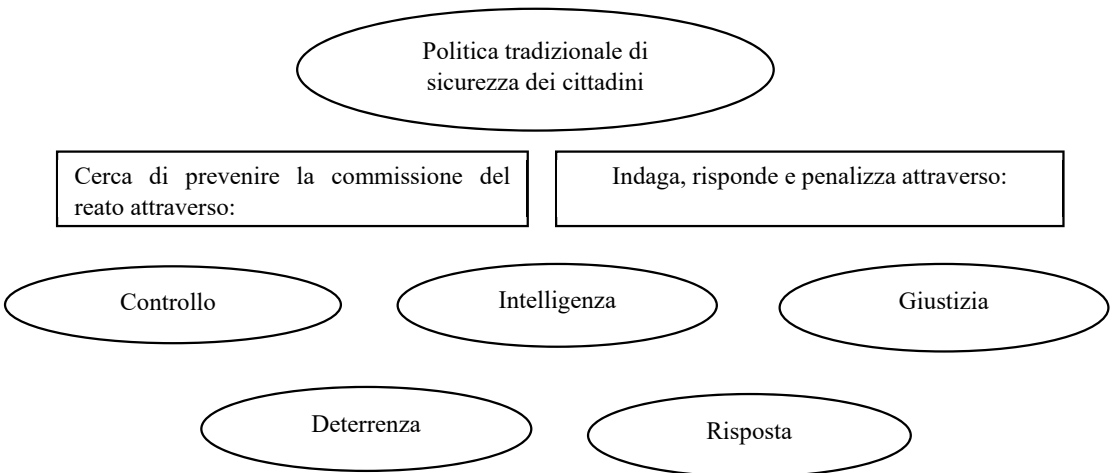 Politica tradizionale di
sicurezza dei cittadini
Cerca di prevenire la commissione del
reato attraverso:
Indaga, risponde e penalizza attraverso:
Controllo
Intelligenza
Giustizia
Deterrenza
Risposta